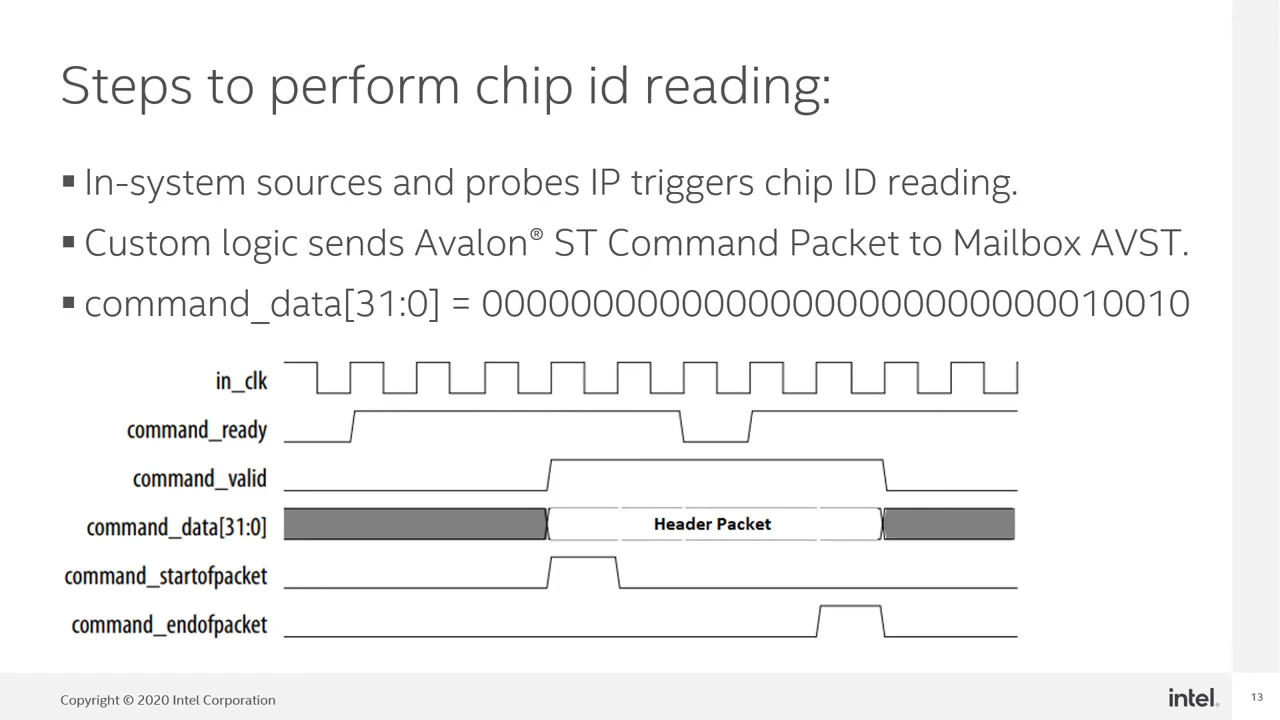 Steps to perform chip id reading:
▪ In-system sources and probes IP triggers chip ID reading.
▪ Custom logic sends Avalon® ST Command Packet to Mailbox AVST.
▪ command_data[31:0] = 00000000000000000000000000010010
in_clk
command_ready
command_valid
command_data[31:0]
Header Packet
command_startofpacket
command_endofpacket
Copyright © 2020 Intel Corporation
intel.
13